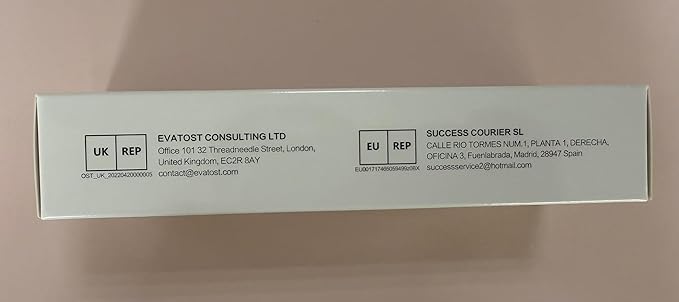 UK REP
OST_UK_20220420000005
EVATOST CONSULTING LTD
Office 101 32 Threadneedle Street, London,
United Kingdom, EC2R 8AY
contact@evatost.com
EU REP
SUCCESS COURIER SL
CALLE RIO TORMES NUM.1, PLANTA 1, DERECHA,
OFICINA 3, Fuenlabrada, Madrid, 28947 Spain
successservice2@hotmail.com